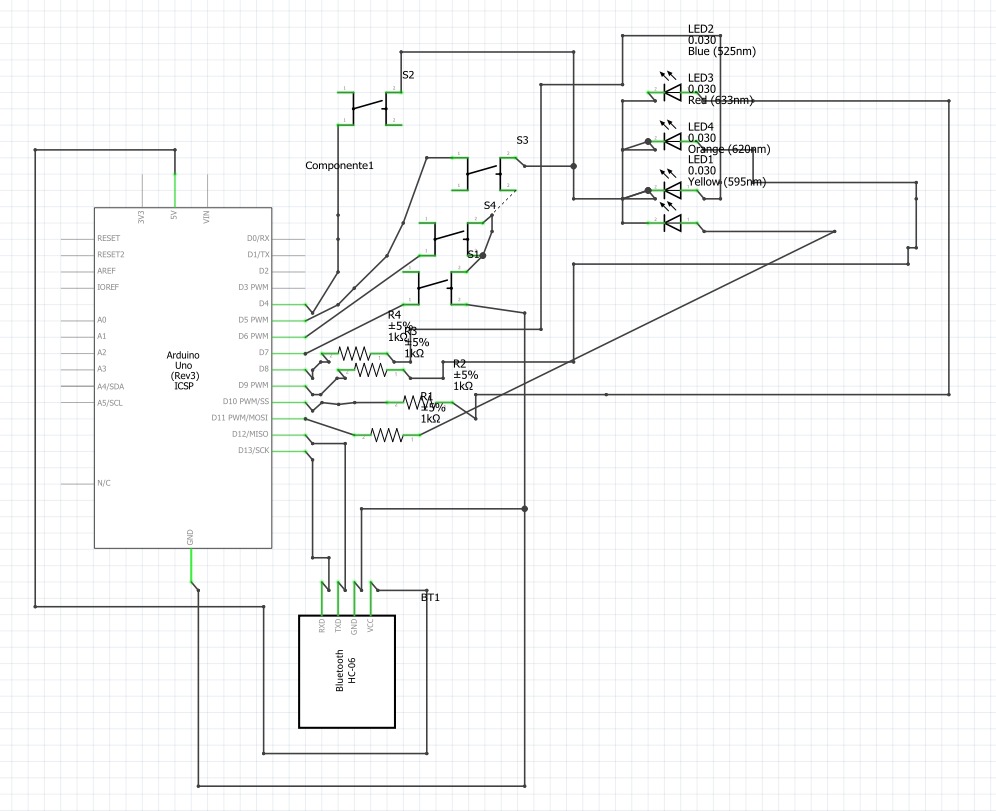 LED2
0.030
Blue (525nm)
S2
LED3
0.030
Red (633nm)
LED4
0.030
Orange (620nm)
S3
LED1
0.030
Yellow (595nm)
Componente1
S4
3V3
5V
VIN
RESET
RESET2
AREF
IOREF
A0
A1
A2
A3
A4/SDA
A5/SCL
N/C
Arduino
Uno
(Rev3)
ICSP
D0/RX
D1/TX
D2
D3 PWM
D4
D5 PWM
D6 PWM
D7
D8
D9 PWM
D10 PWM/SS
D11 PWM/MOSI
D12/MISO
D13/SCK
GND
S1
R4
±5%
1kΩ
R3
±5%
1kΩ
R2
±5%
1kΩ
R1
±5%
1kΩ
BT1
RXD
TXD
GND
VCC
Bluetooth
HC-06